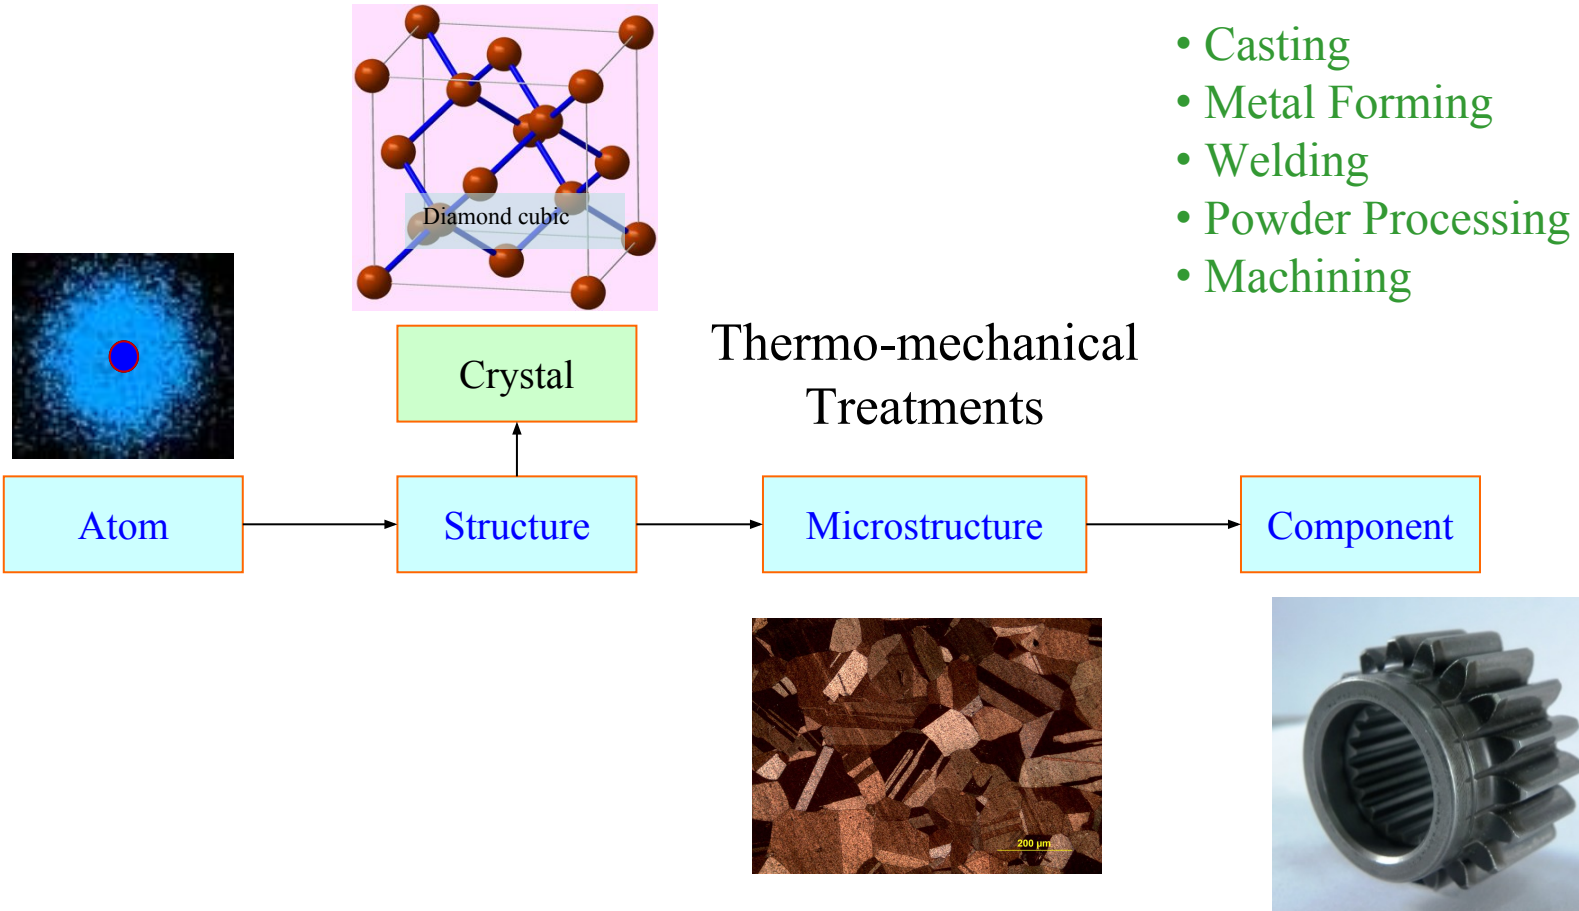 • Casting
• Metal Forming
• Welding
• Powder Processing
• Machining
Diamond cubic
Crystal
Thermo-mechanical
Treatments
Atom
Structure
Microstructure
Component
200 µm